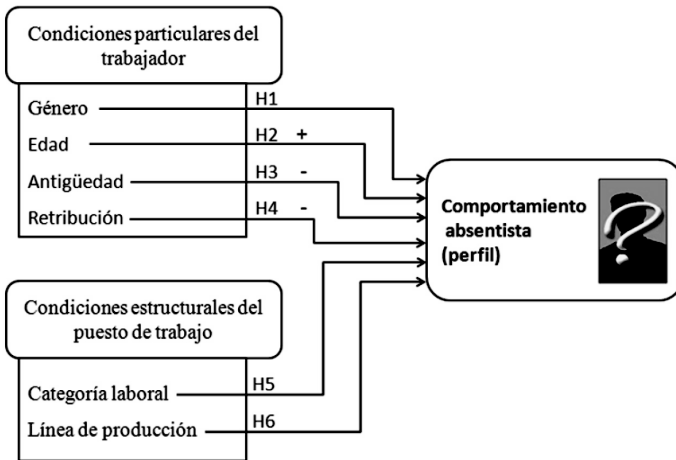 Condiciones particulares del
trabajador
Género H1
Edad H2 +
Antigüedad H3 -
Retribución H4 -
Comportamiento
absentista
(perfil)
?
Condiciones estructurales del
puesto de trabajo
Categoría laboral H5
Línea de producción H6